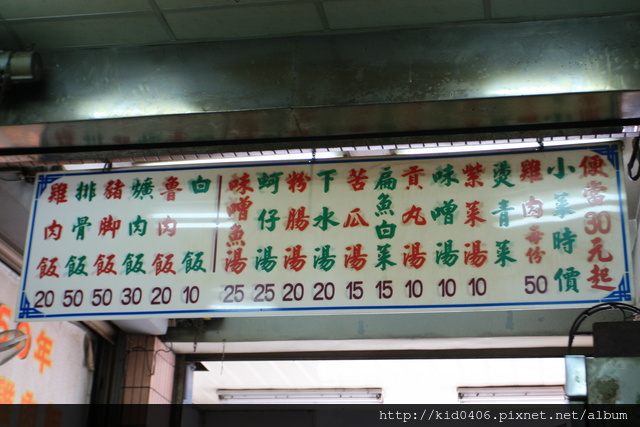 雞肉飯 20
排骨飯 50
豬腳飯 50
爌肉飯 30
魯肉飯 20
白飯 10
味噌魚湯 25
蚵仔湯 25
粉腸湯 20
下水湯 20
苦瓜湯 15
扁魚白菜 15
貢丸湯 10
味噌湯 10
紫菜湯 10
燙青菜
雞肉每份 50
小菜時價
便當30元起
0年
http://kid0406.pixnet.net/album